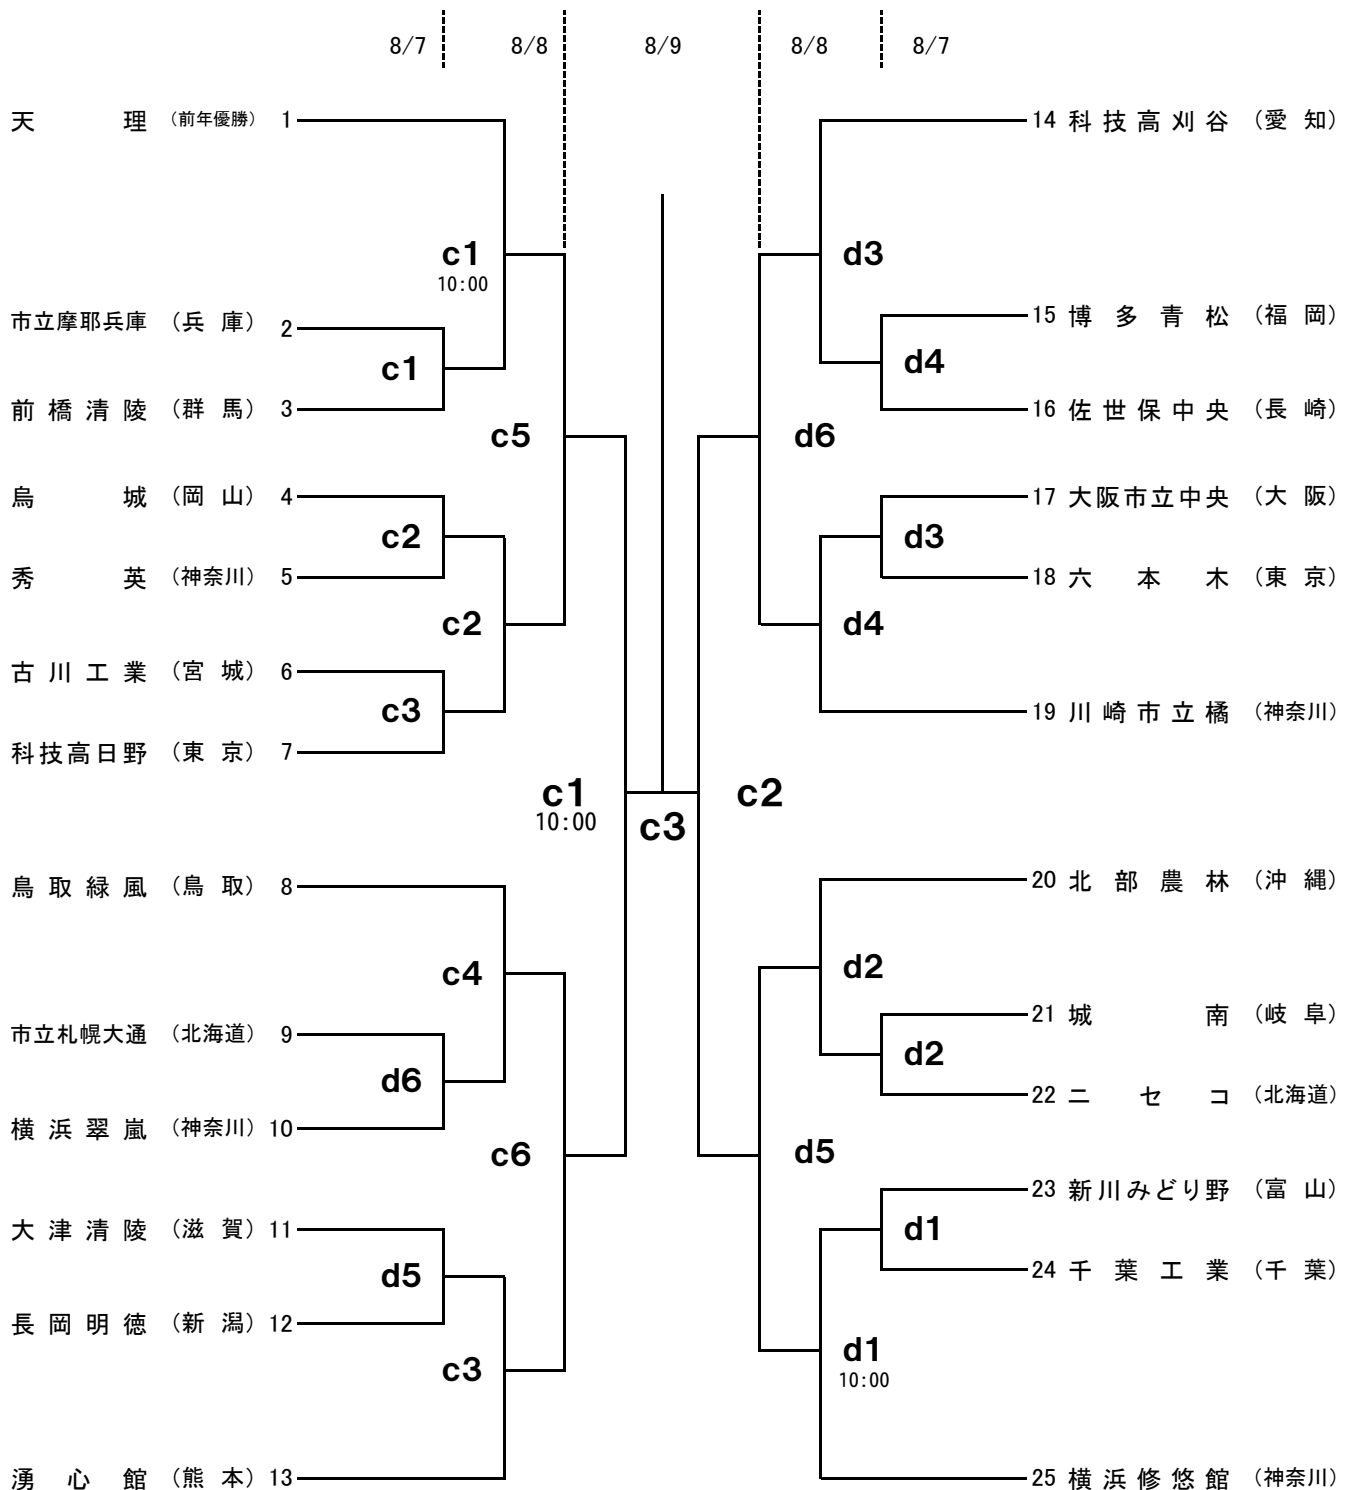 8/7 8/8 8/9 8/8 8/7
天理 (前年優勝) 1
14 科技高刈谷 (愛知)
c1
10:00
d3
市立摩耶兵庫 (兵庫) 2
15 博多青松 (福岡)
c1
d4
前橋清陵 (群馬) 3
16 佐世保中央 (長崎)
c5
d6
烏城 (岡山) 4
17 大阪市立中央 (大阪)
c2
d3
秀英 (神奈川) 5
18 六本木 (東京)
c2
d4
古川工業 (宮城) 6
c3
19 川崎市立橘 (神奈川)
科技高日野 (東京) 7
c1
10:00
c3
c2
鳥取緑風 (鳥取) 8
20 北部農林 (沖縄)
c4
d2
市立札幌大通 (北海道) 9
21 城南 (岐阜)
d6
d2
横浜翠嵐 (神奈川) 10
22 ニセコ (北海道)
c6
d5
大津清陵 (滋賀) 11
23 新川みどり野 (富山)
d5
d1
長岡明徳 (新潟) 12
24 千葉工業 (千葉)
c3
d1
10:00
湧心館 (熊本) 13
25 横浜修悠館 (神奈川)